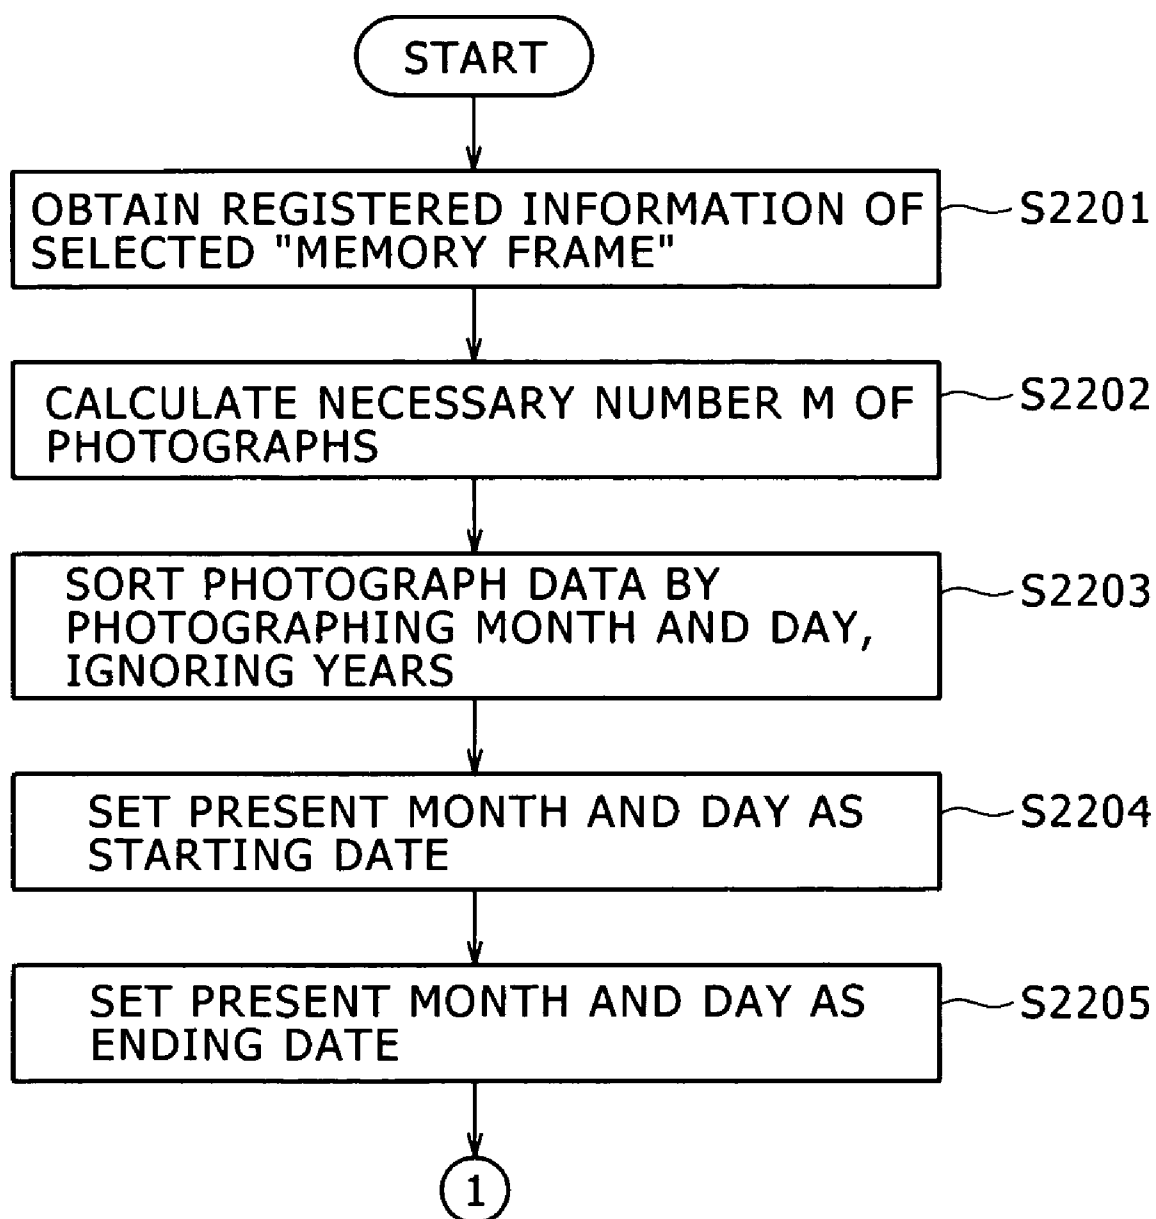 START
OBTAIN REGISTERED INFORMATION OF
SELECTED "MEMORY FRAME"
S2201
CALCULATE NECESSARY NUMBER M OF
PHOTOGRAPHS
S2202
SORT PHOTOGRAPH DATA BY
PHOTOGRAPHING MONTH AND DAY,
IGNORING YEARS
S2203
SET PRESENT MONTH AND DAY AS
STARTING DATE
S2204
SET PRESENT MONTH AND DAY AS
ENDING DATE
S2205
1